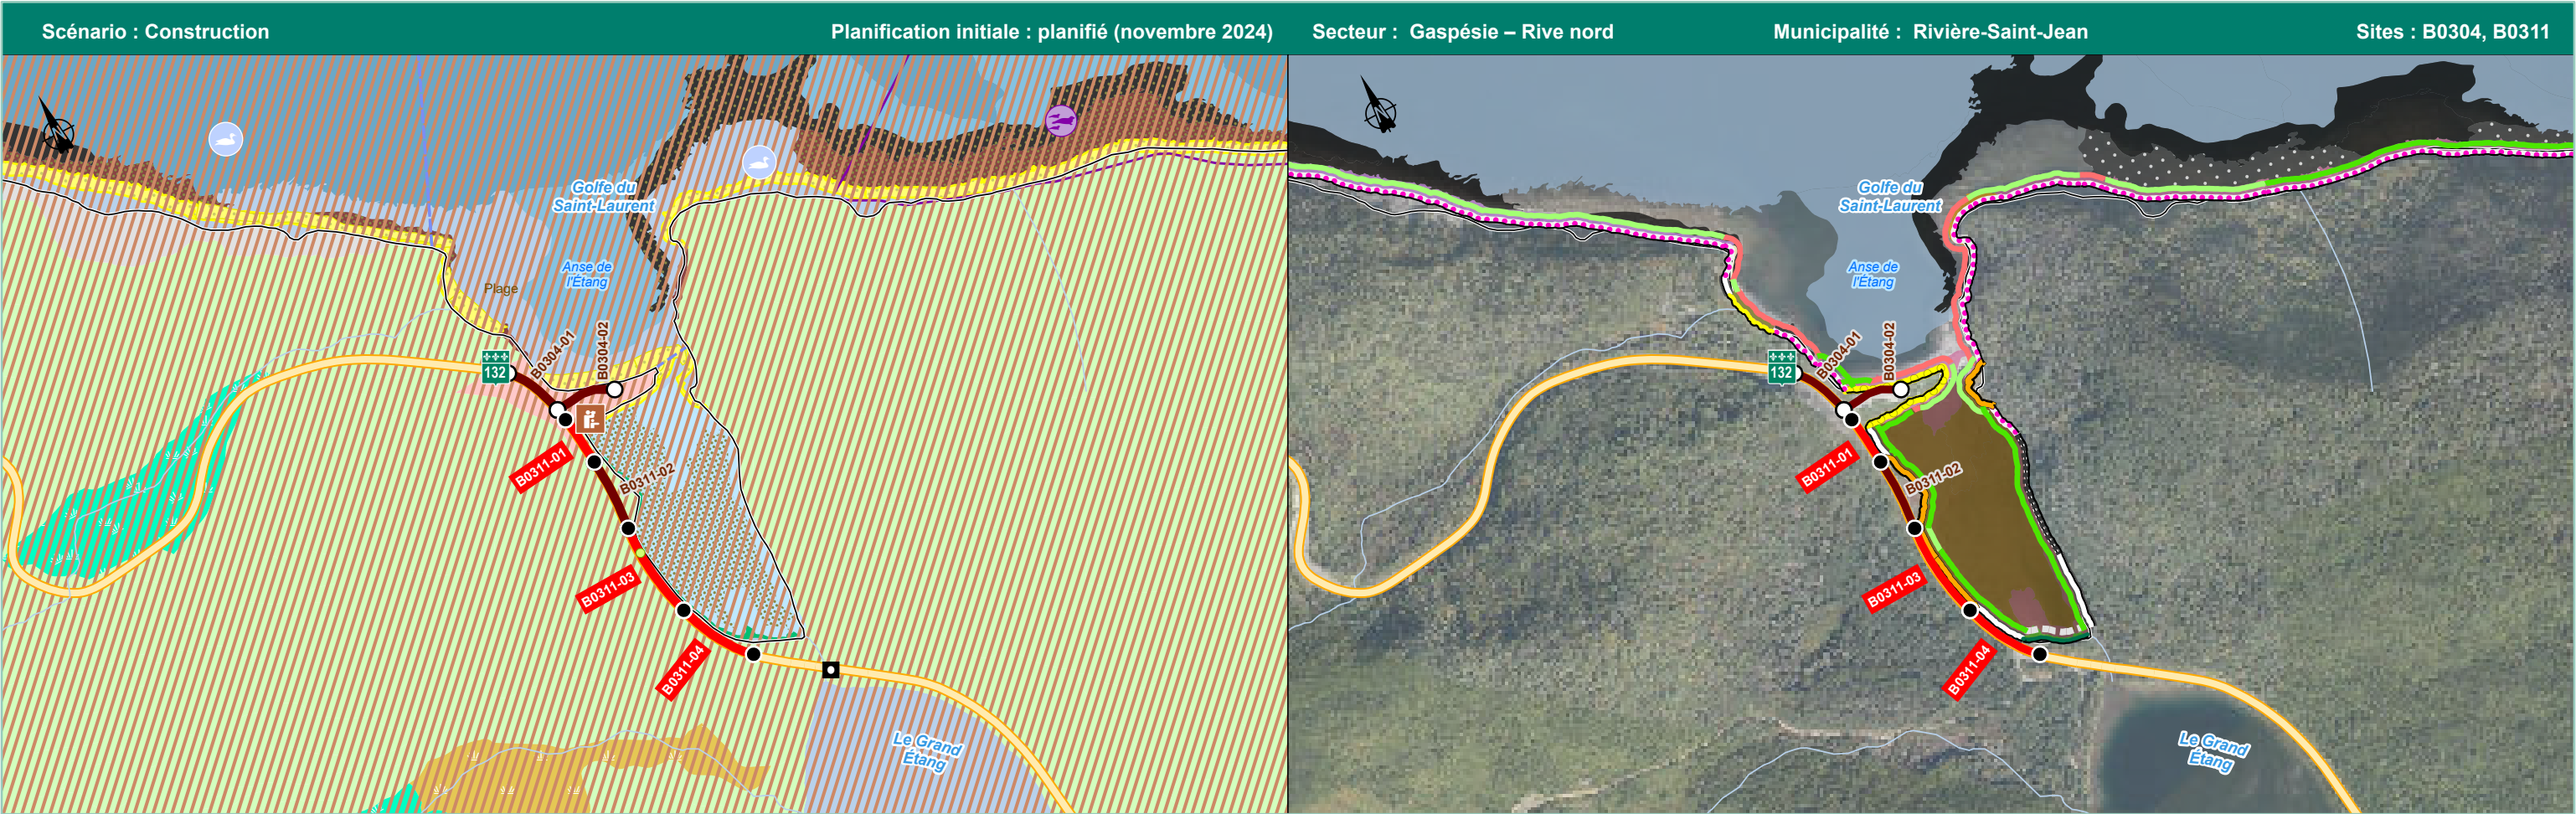 Scénario : Construction
Planification initiale : planifié (novembre 2024)
Secteur : Gaspésie – Rive nord
Municipalité : Rivière-Saint-Jean
Sites : B0304, B0311
Golfe du
Saint-Laurent
Anse de
l'Étang
Plage
132
B0304-01
B0304-02
B0311-01
B0311-02
B0311-03
B0311-04
Le Grand
Étang
Golfe du
Saint-Laurent
Anse de
l'Étang
132
B0304-01
B0304-02
B0311-01
B0311-02
B0311-03
B0311-04
Le Grand
Étang